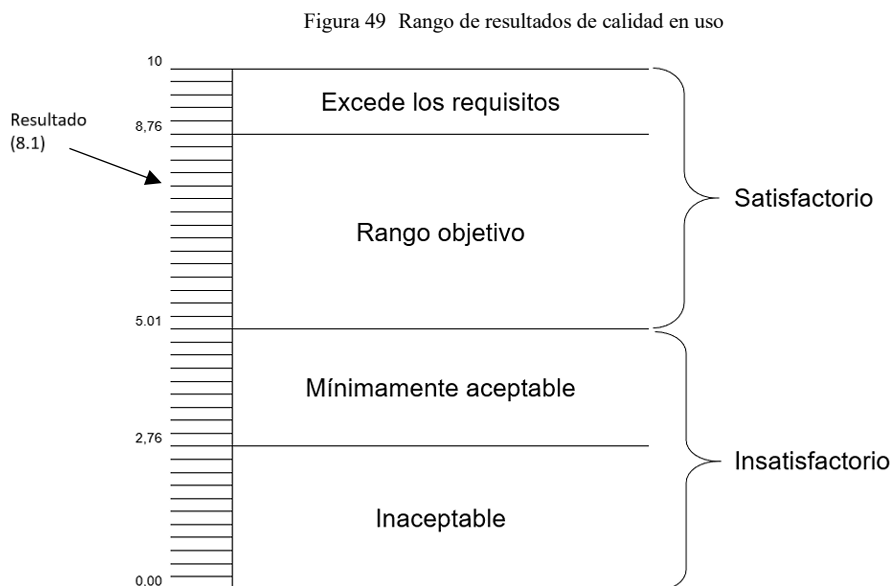 Figura 49 Rango de resultados de calidad en uso
10
Excede los requisitos
Resultado
(8.1)
8,76
Satisfactorio
Rango objetivo
5.01
Mínimamente aceptable
2,76
Insatisfactorio
Inaceptable
0.00